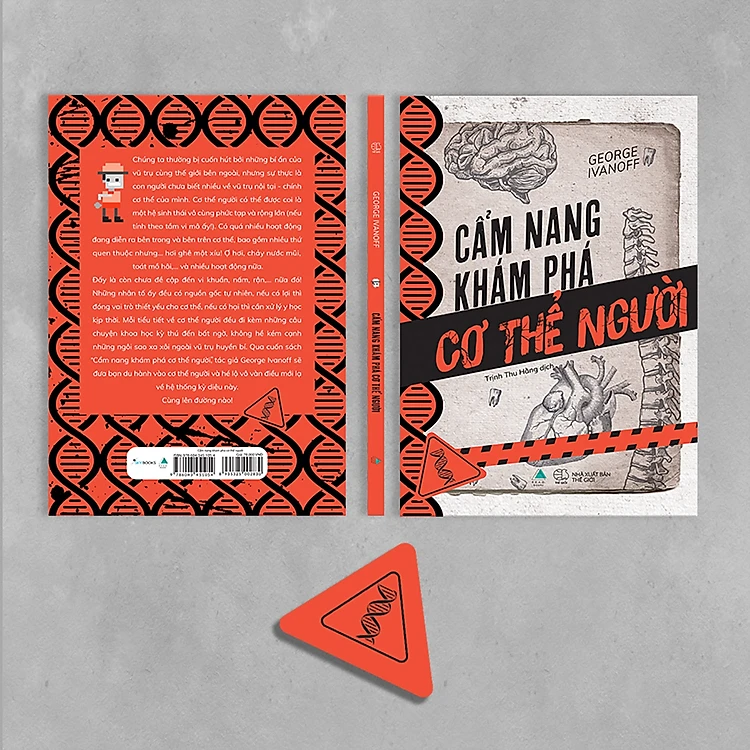 Chúng ta thường bị cuốn hút bởi những bí ẩn của
vũ trụ cùng thế giới bên ngoài, nhưng sự thực là
con người chưa biết nhiều về vũ trụ nội tại - chính
cơ thể của mình. Cơ thể người có thể được coi là
một hệ sinh thái vô cùng phức tạp và rộng lớn (nếu
tính theo tầm vi mô ấy!). Có quá nhiều hoạt động
đang diễn ra bên trong và bên trên cơ thể, bao gồm nhiều thứ
quen thuộc nhưng... hơi ghê một xíu! Ợ hơi, chảy nước mũi,
toát mồ hôi,... và nhiều hoạt động nữa.
Đấy là còn chưa đề cập đến vi khuẩn, nấm, rận,... nữa đó!
Những nhân tố ấy đều có nguồn gốc tự nhiên, nếu có lợi thì
đóng vai trò thiết yếu cho cơ thể, nếu có hại thì cần xử lý y học
kịp thời. Mỗi tiểu tiết về cơ thể người đều đi kèm những câu
chuyện khoa học kỳ thú đến bất ngờ, không hề kém cạnh
những ngôi sao xa xôi ngoài vũ trụ huyền bí. Qua cuốn sách
"Cẩm nang khám phá cơ thể người", tác giả George Ivanoff sẽ
đưa bạn du hành vào cơ thể người và hé lộ vô vàn điều mới lạ
về hệ thống kỳ diệu này.
Cùng lên đường nào!
Cẩm nang khám phá cơ thể người
GEORGE IVANOFF
CẨM NANG KHÁM PHÁ CƠ THỂ NGƯỜI
GEORGE
IVANOFF
CẨM NANG
KHÁM PHÁ
CƠ THỂ NGƯỜI
Trịnh Thu Hằng dịch
NHÀ XUẤT BẢN
THẾ GIỚI